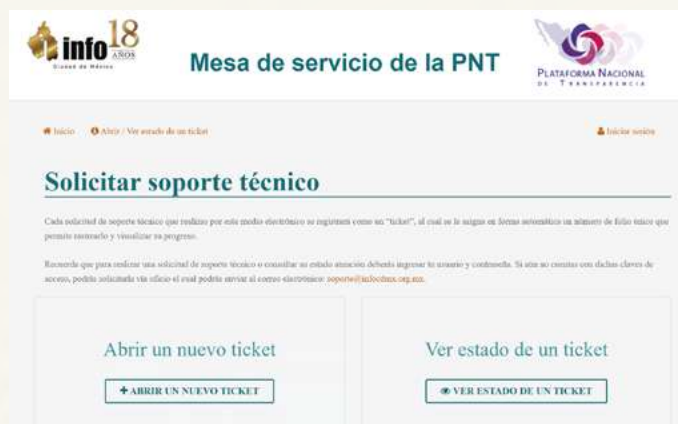 info 18 AÑOS
Ciudad de México
Mesa de servicio de la PNT
PLATAFORMA NACIONAL
DE TRANSPARENCIA
Inicio Abrir / Ver estado de un ticket Iniciar sesión
Solicitar soporte técnico
Cada solicitud de soporte técnico que realizas por este medio electrónico se registrara como un "ticket", al cual se le asigna en forma automático un número de folio único que
permite rastrearlo y visualizar su progreso.
Recuerda que para realizar una solicitud de soporte técnico o consultar su estado atención deberás ingresar tu usuario y contraseña. Si aún no cuentas con dichas claves de
acceso, podrás solicitarla vía oficio el cual podrás enviar al correo electrónico: soporte@infocdmx.org.mx.
Abrir un nuevo ticket
ABRIR UN NUEVO TICKET
Ver estado de un ticket
VER ESTADO DE UN TICKET